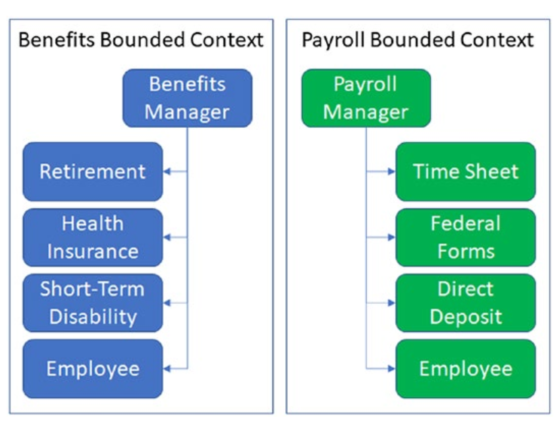 Benefits Bounded Context
Benefits
Manager
Retirement
Health
Insurance
Short-Term
Disability
Employee
Payroll Bounded Context
Payroll
Manager
Time Sheet
Federal
Forms
Direct
Deposit
Employee